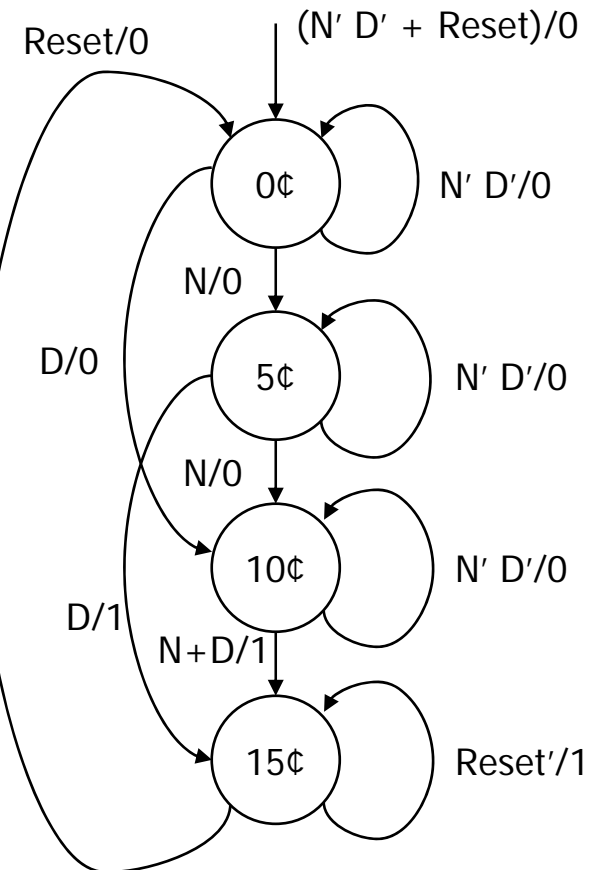 (N′ D′ + Reset)/0
Reset/0
0¢
N′ D′/0
N/0
D/0
5¢
N′ D′/0
N/0
10¢
N′ D′/0
D/1
N+D/1
15¢
Reset′/1